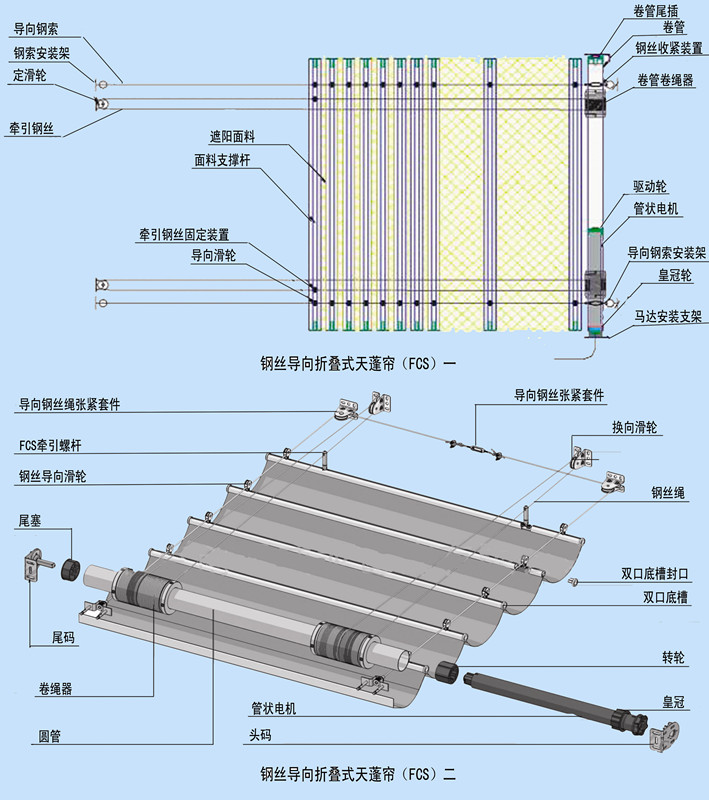 导向钢索
钢索安装架
定滑轮
牵引钢丝
遮阳面料
面料支撑杆
牵引钢丝固定装置
导向滑轮
卷管尾插
卷管
钢丝收紧装置
卷管卷绳器
驱动轮
管状电机
导向钢索安装架
皇冠轮
马达安装支架
钢丝导向折叠式天蓬帘（FCS）一
导向钢丝绳张紧套件
FCS牵引螺杆
钢丝导向滑轮
尾塞
尾码
卷绳器
圆管
导向钢丝张紧套件
换向滑轮
钢丝绳
双口底槽封口
双口底槽
转轮
皇冠
管状电机
头码
钢丝导向折叠式天蓬帘（FCS）二